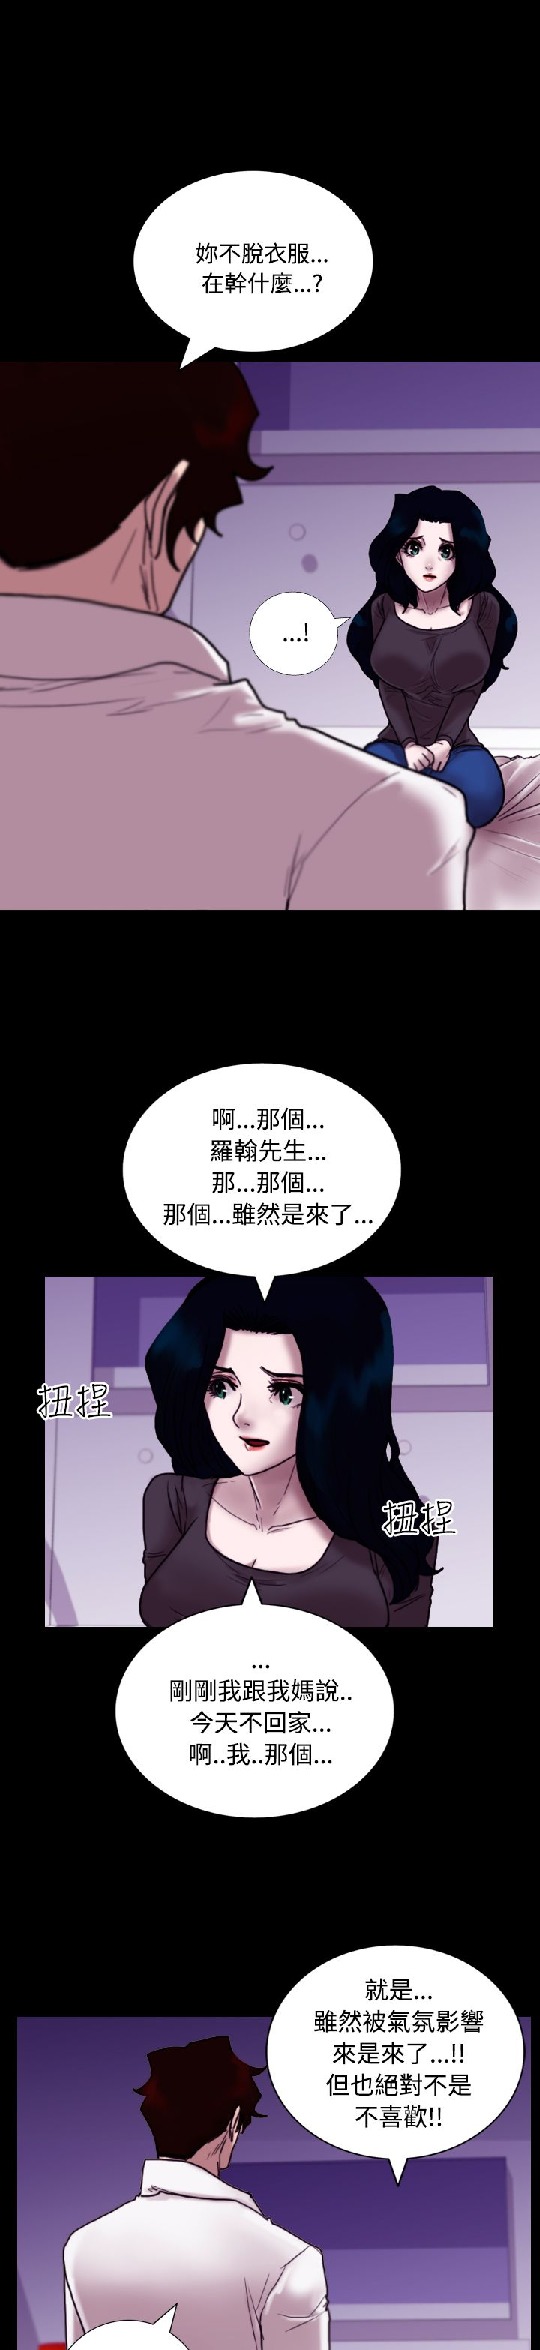 妳不脫衣服...
在幹什麼...?
...!
啊...那個...
羅翰先生...
那...那個...
那個...雖然是來了...
扭捏
扭捏
...
剛剛我跟我媽說..
今天不回家...
啊..我..那個...
就是...
雖然被氣氛影響
來是來了...!!
但也絕對不是
不喜歡!!